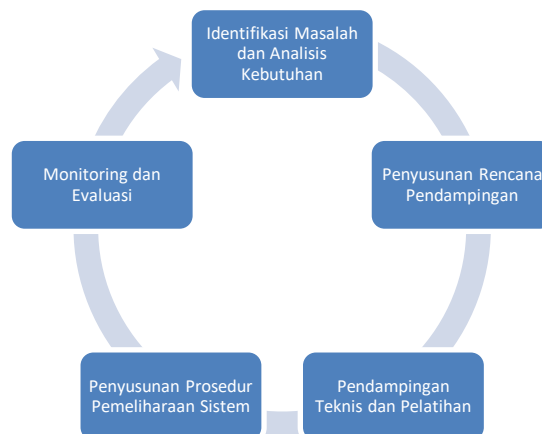 Identifikasi Masalah
dan Analisis
Kebutuhan
Penyusunan Rencana
Pendampingan
Pendampingan
Teknis dan Pelatihan
Penyusunan Prosedur
Pemeliharaan Sistem
Monitoring dan
Evaluasi